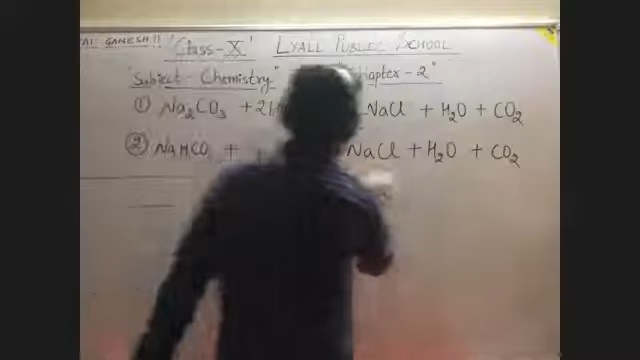 JAI GANESH!! 'Class-X' LYALL PUBLIC SCHOOL
"Subject-Chemistry" Chapter-2"
① Na₂CO₃ + 2H NaCl + H₂O + CO₂
② NaHCO + NaCl + H₂O + CO₂